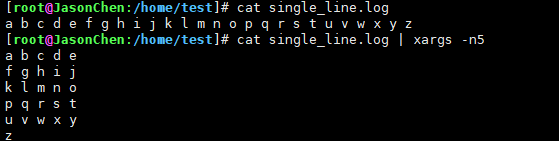 [root@JasonChen:/home/test]# cat single_line.log
a b c d e f g h i j k l m n o p q r s t u v w x y z
[root@JasonChen:/home/test]# cat single_line.log | xargs -n5
a b c d e
f g h i j
k l m n o
p q r s t
u v w x y
z